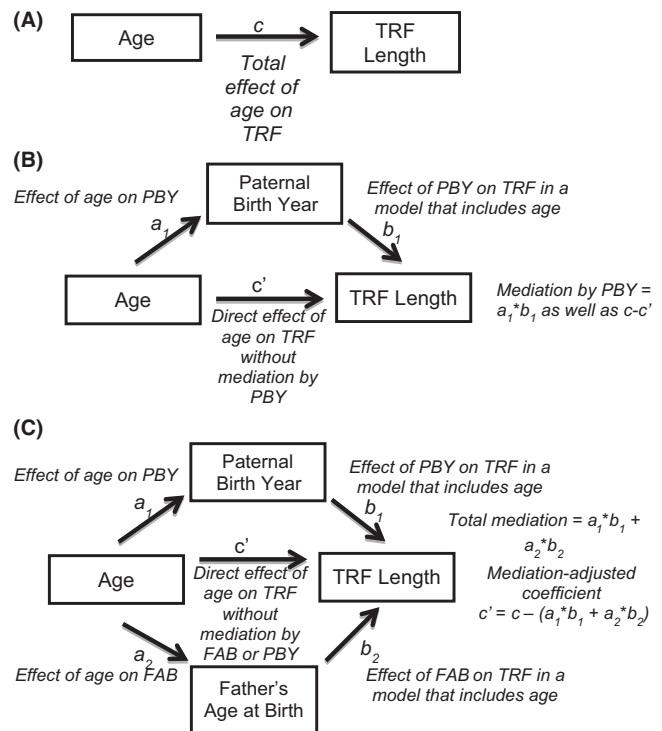 (A)
Age
c
TRF
Length
Total
effect of
age on
TRF
(B)
Effect of age on PBY
Paternal
Birth Year
Effect of PBY on TRF in a
model that includes age
a1
b1
Age
c'
TRF Length
Direct effect of
age on TRF
without
mediation by
PBY
Mediation by PBY =
a1*b1 as well as c-c'
(C)
Effect of age on PBY
Paternal
Birth Year
Effect of PBY on TRF in a
model that includes age
a1
b1
Total mediation = a1*b1 +
a2*b2
Age
c'
TRF Length
Direct effect of
age on TRF
without
mediation by
FAB or PBY
Mediation-adjusted
coefficient
c' = c – (a1*b1 + a2*b2)
a2
b2
Effect of age on FAB
Father's
Age at Birth
Effect of FAB on TRF in a
model that includes age